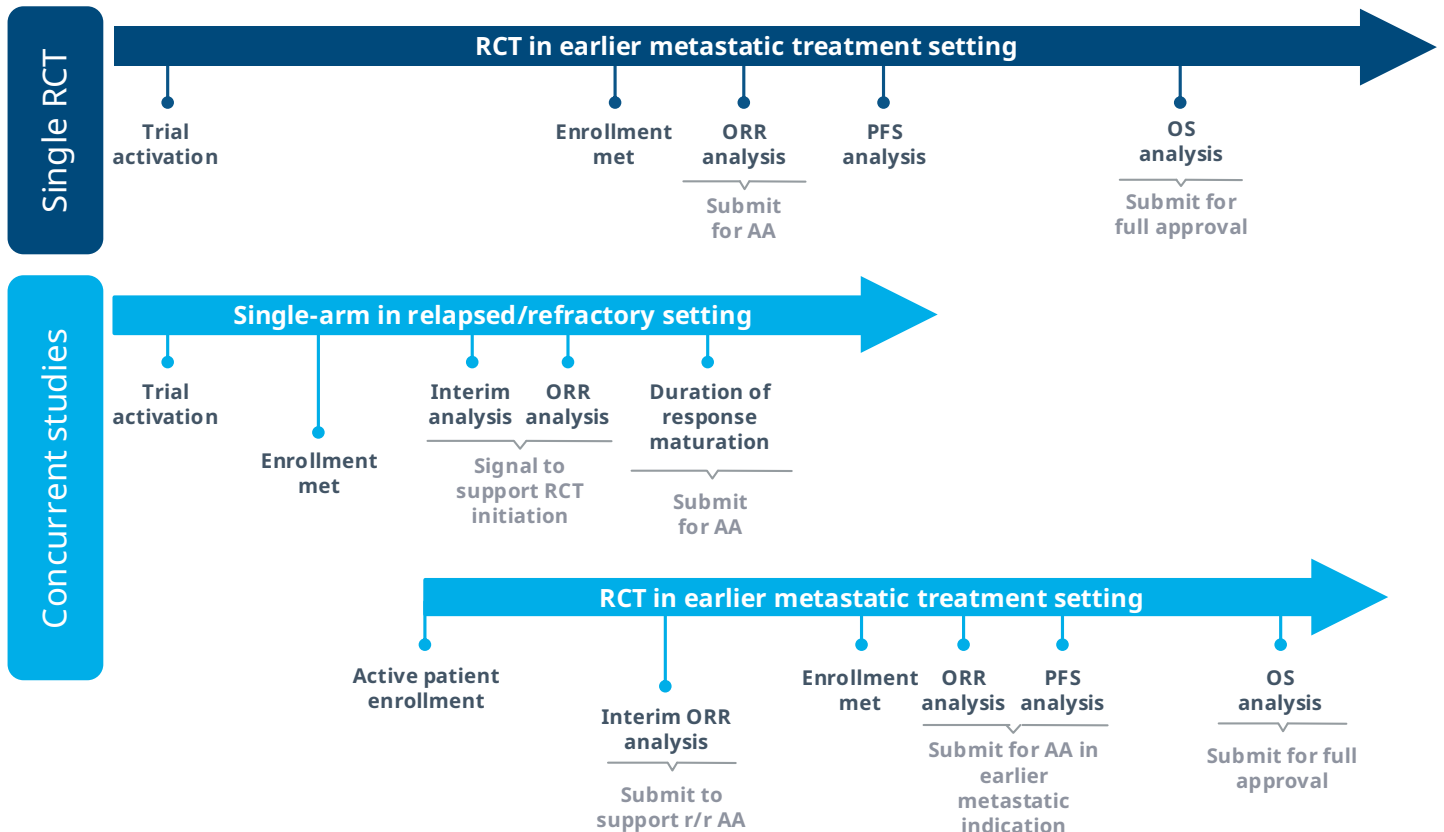 Single RCT
RCT in earlier metastatic treatment setting
Trial
activation
Enrollment
met
ORR
analysis
Submit
for AA
PFS
analysis
OS
analysis
Submit for
full approval
Concurrent studies
Single-arm in relapsed/refractory setting
Trial
activation
Enrollment
met
Interim
analysis
ORR
analysis
Signal to
support RCT
initiation
Duration of
response
maturation
Submit
for AA
RCT in earlier metastatic treatment setting
Active patient
enrollment
Interim ORR
analysis
Submit to
support r/r AA
Enrollment
met
ORR
analysis
PFS
analysis
Submit for AA in
earlier
metastatic
indication
OS
analysis
Submit for full
approval